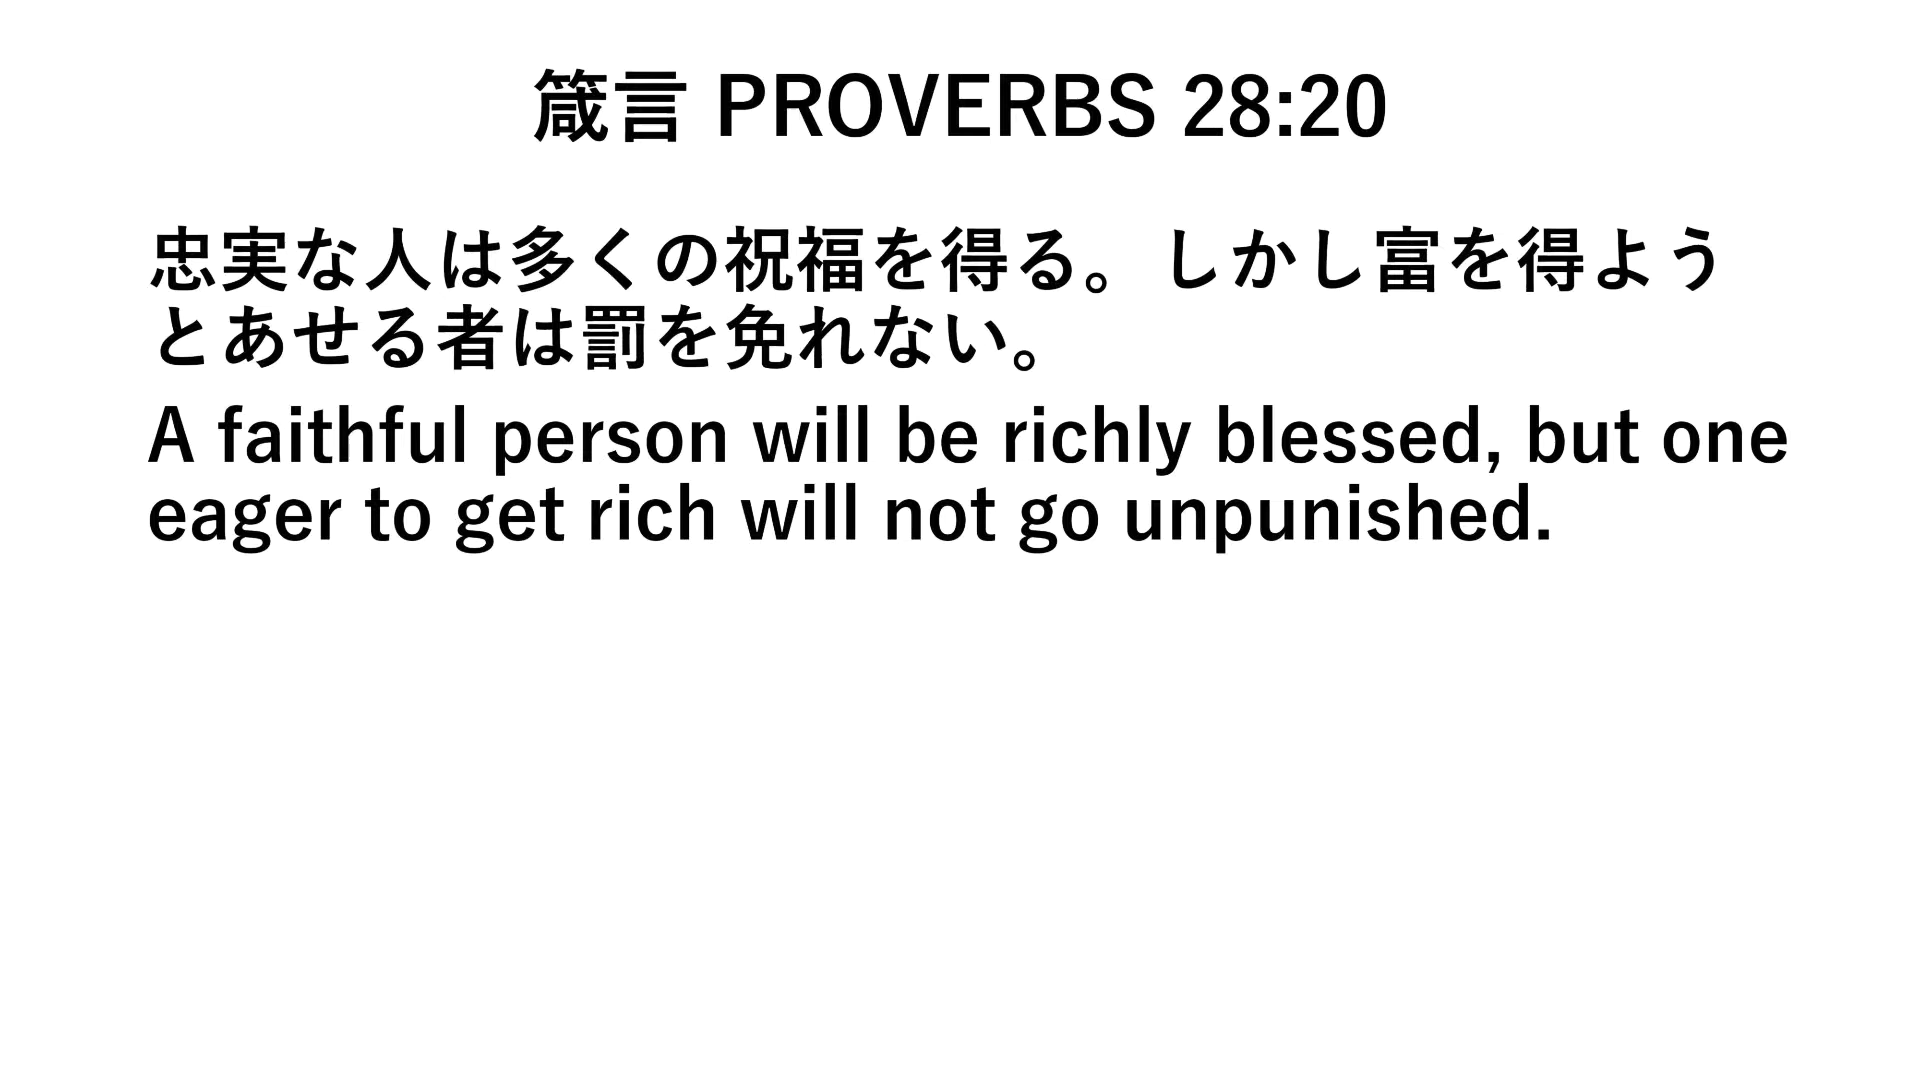 箴言 PROVERBS 28:20
忠実な人は多くの祝福を得る。しかし富を得よう
とあせる者は罰を免れない。
A faithful person will be richly blessed, but one
eager to get rich will not go unpunished.